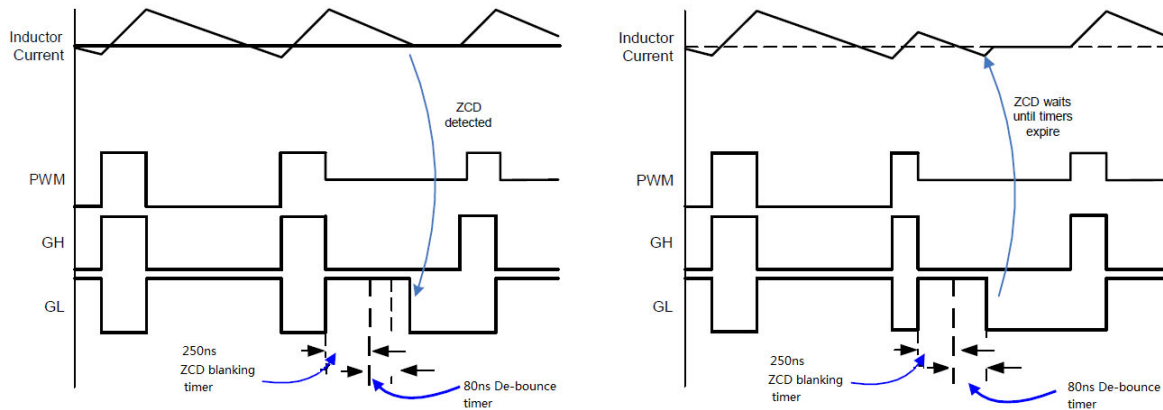 Inductor
Current
ZCD
detected
PWM
GH
GL
250ns
ZCD blanking
timer
80ns De-bounce
timer
Inductor
Current
ZCD waits
until timers
expire
PWM
GH
GL
250ns
ZCD blanking
timer
80ns De-bounce
timer